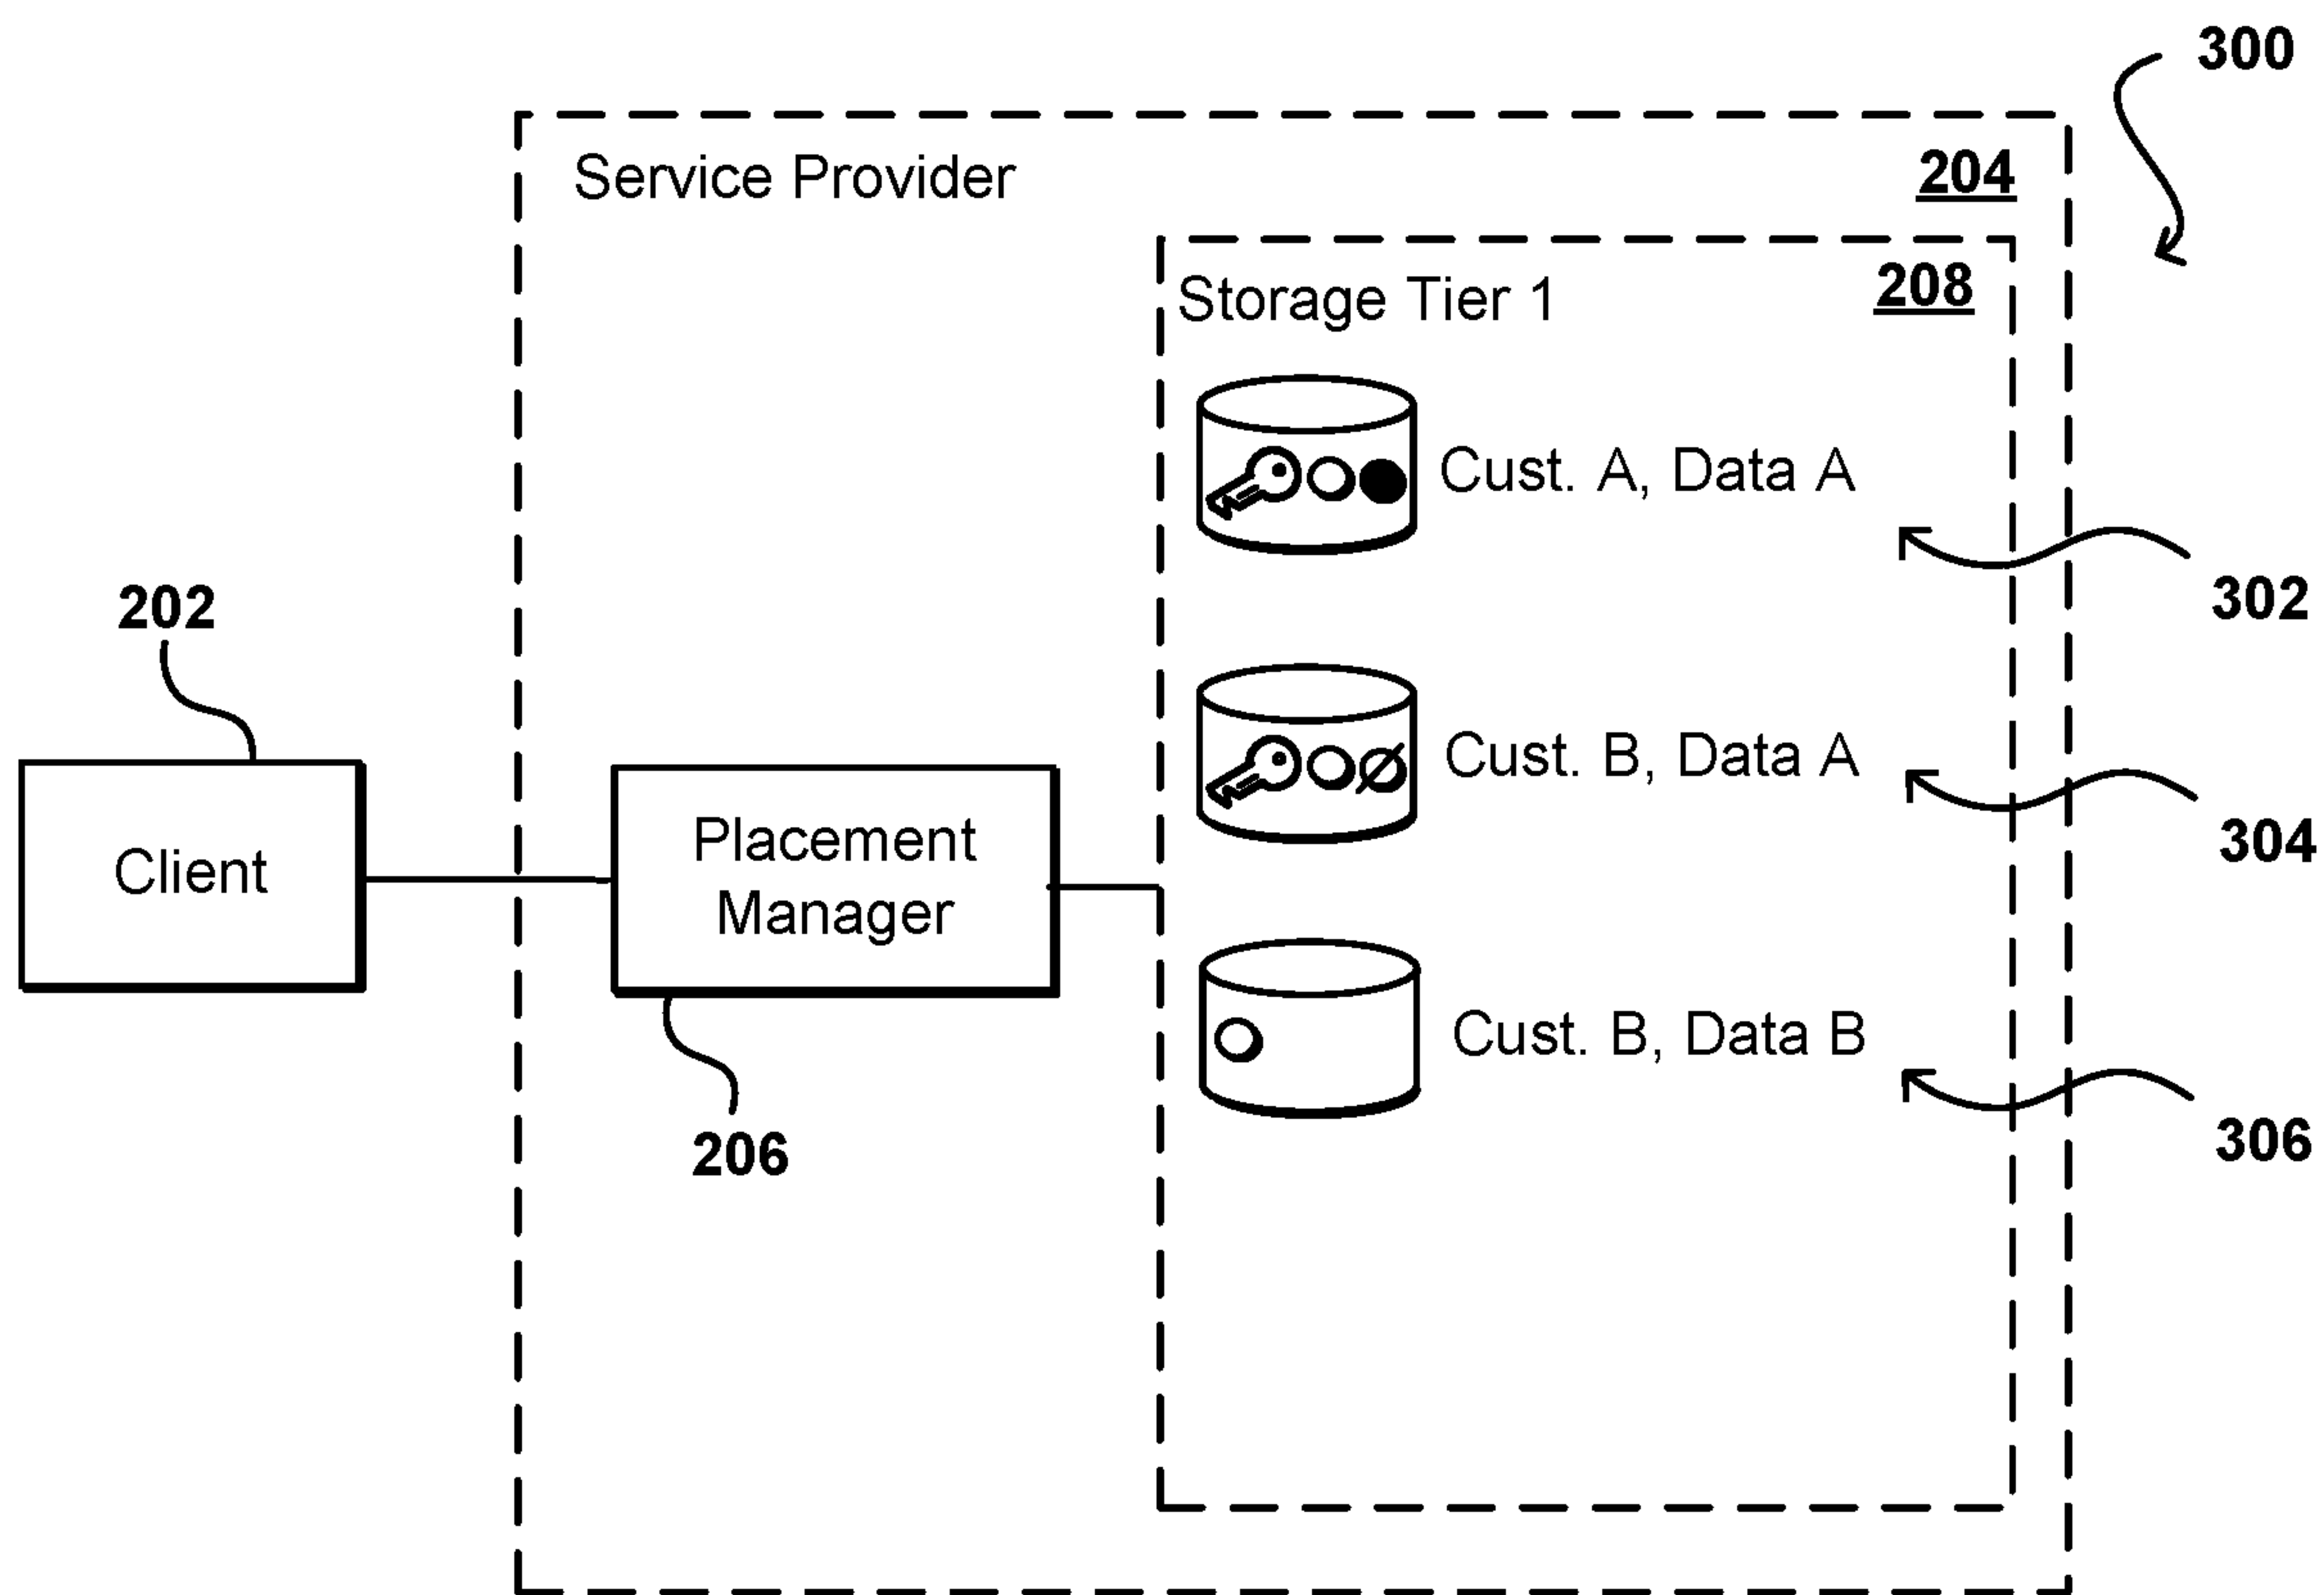 300
Service Provider
204
Storage Tier 1
208
Cust. A, Data A
302
202
Cust. B, Data A
304
Client
Placement
Manager
Cust. B, Data B
306
206